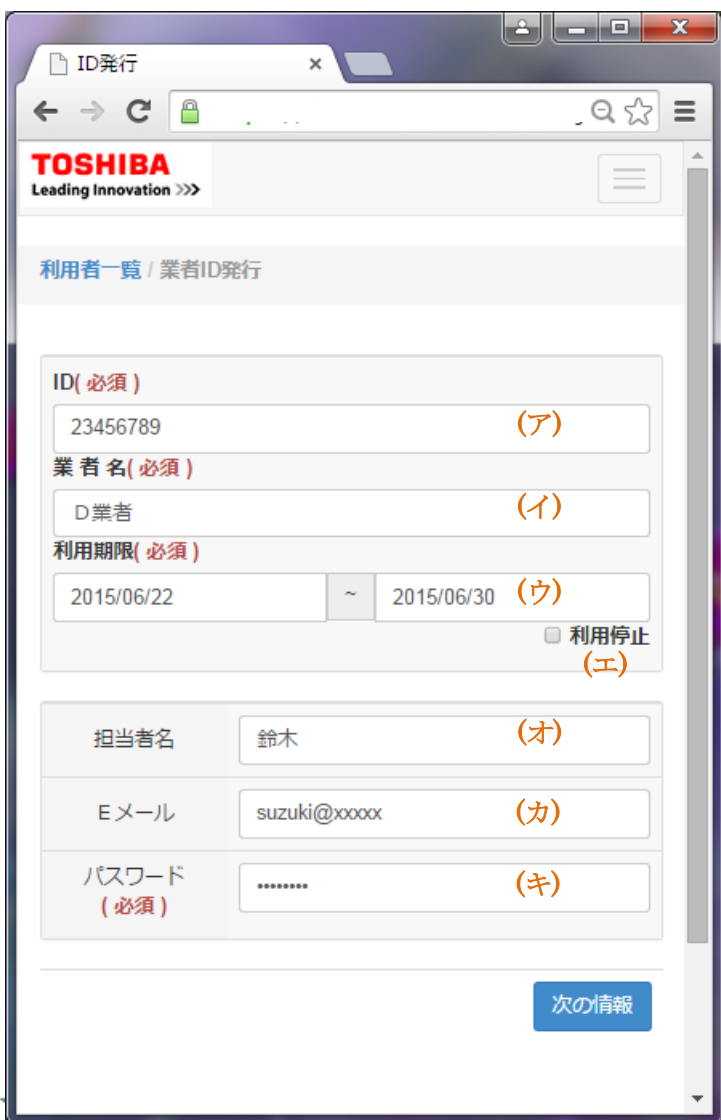 ID発行
TOSHIBA
Leading Innovation >>>
利用者一覧 / 業者ID発行
ID( 必須 )
23456789 (ア)
業 者 名( 必須 )
Ｄ業者 (イ)
利用期限( 必須 )
2015/06/22 ~ 2015/06/30 (ウ)
利用停止
(エ)
担当者名 鈴木 (オ)
Ｅメール suzuki@xxxxx (カ)
パスワード
( 必須 )
•••••••• (キ)
次の情報